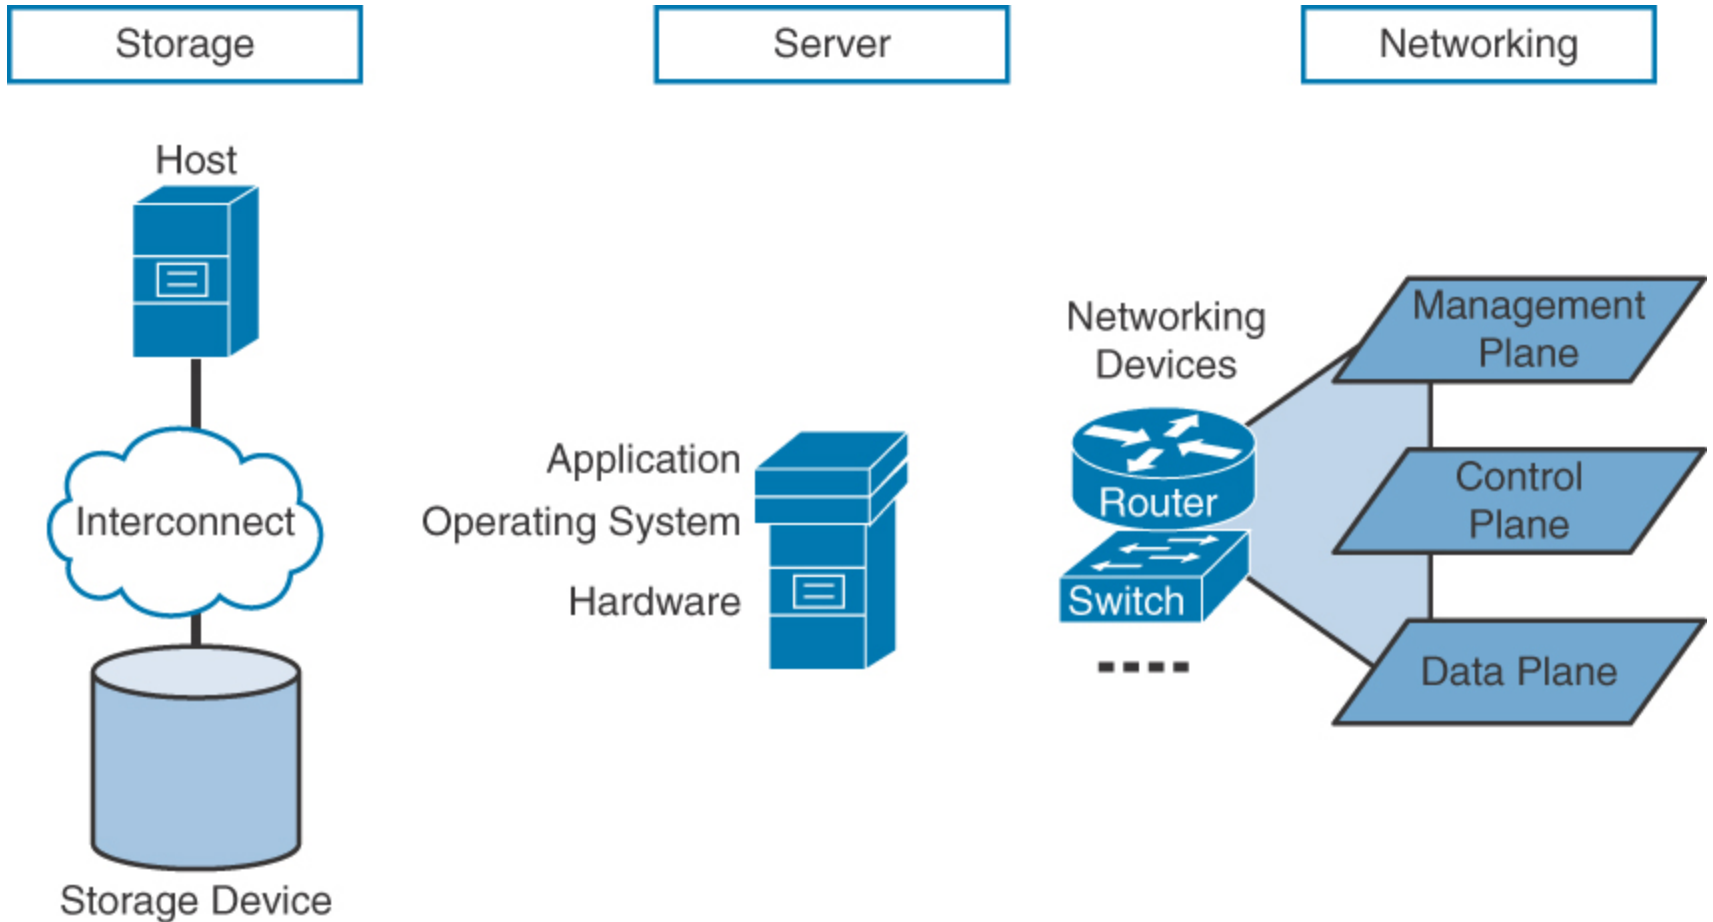 Storage
Server
Networking
Host
Interconnect
Storage Device
Application
Operating System
Hardware
Networking
Devices
Router
Switch
Management
Plane
Control
Plane
Data Plane